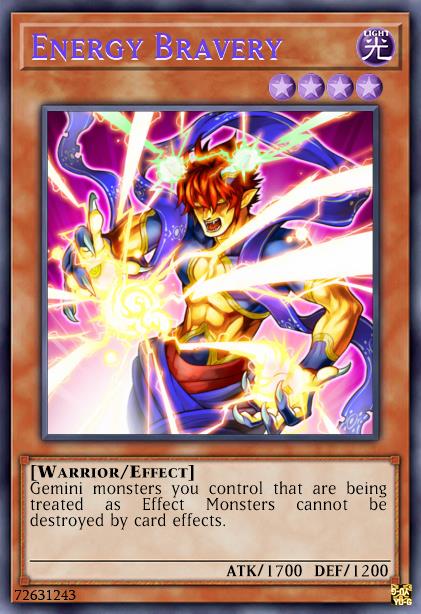 Energy Bravery
LIGHT
光
[Warrior/Effect]
Gemini monsters you control that are being
treated as Effect Monsters cannot be
destroyed by card effects.
ATK/1700 DEF/1200
72631243